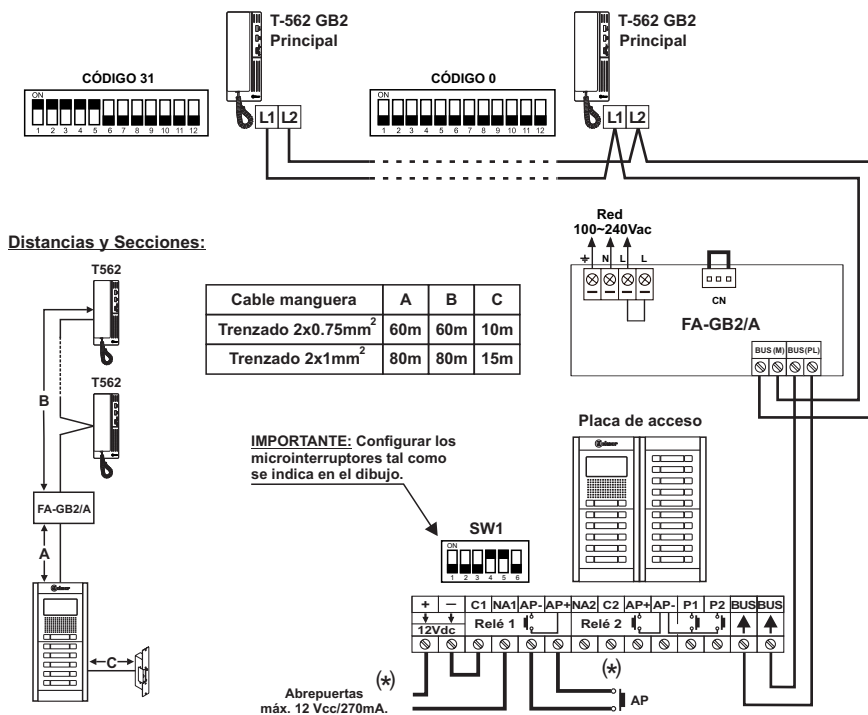 T-562 GB2
Principal
T-562 GB2
Principal
CÓDIGO 31
ON
1 2 3 4 5 6 7 8 9 10 11 12
L1 L2
CÓDIGO 0
ON
1 2 3 4 5 6 7 8 9 10 11 12
L1 L2
Red
100~240Vac
N L L
CN
FA-GB2/A
BUS (M) BUS(PL)
Distancias y Secciones:
T562
T562
B
FA-GB2/A
A
C
Cable manguera A B C
Trenzado 2x0.75mm² 60m 60m 10m
Trenzado 2x1mm² 80m 80m 15m
Placa de acceso
IMPORTANTE: Configurar los
microinterruptores tal como
se indica en el dibujo.
SW1
ON
1 2 3 4 5 6
+ − C1 NA1 AP- AP+ NA2 C2 AP+ AP- P1 P2 BUS BUS
12Vdc Relé 1 Relé 2
(*)
(*)
Abrepuertas
máx. 12 Vcc/270mA.
AP